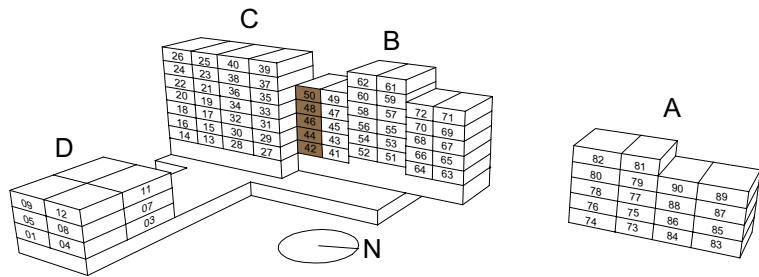 C
B
A
D
N
26 25 40 39
24 23 38 37
22 21 36 35
20 19 34 33
18 17 32 31
16 15 30 29
14 13 28 27
50 49
48 47
46 45
44 43
42 41
62 61
60 59
58 57
56 55
54 53
52 51
72 71
70 69
68 67
66 65
64 63
82 81
80 79
78 77
76 75
74 73
90 89
88 87
86 85
84 83
09 12 11
05 08 07
01 04 03